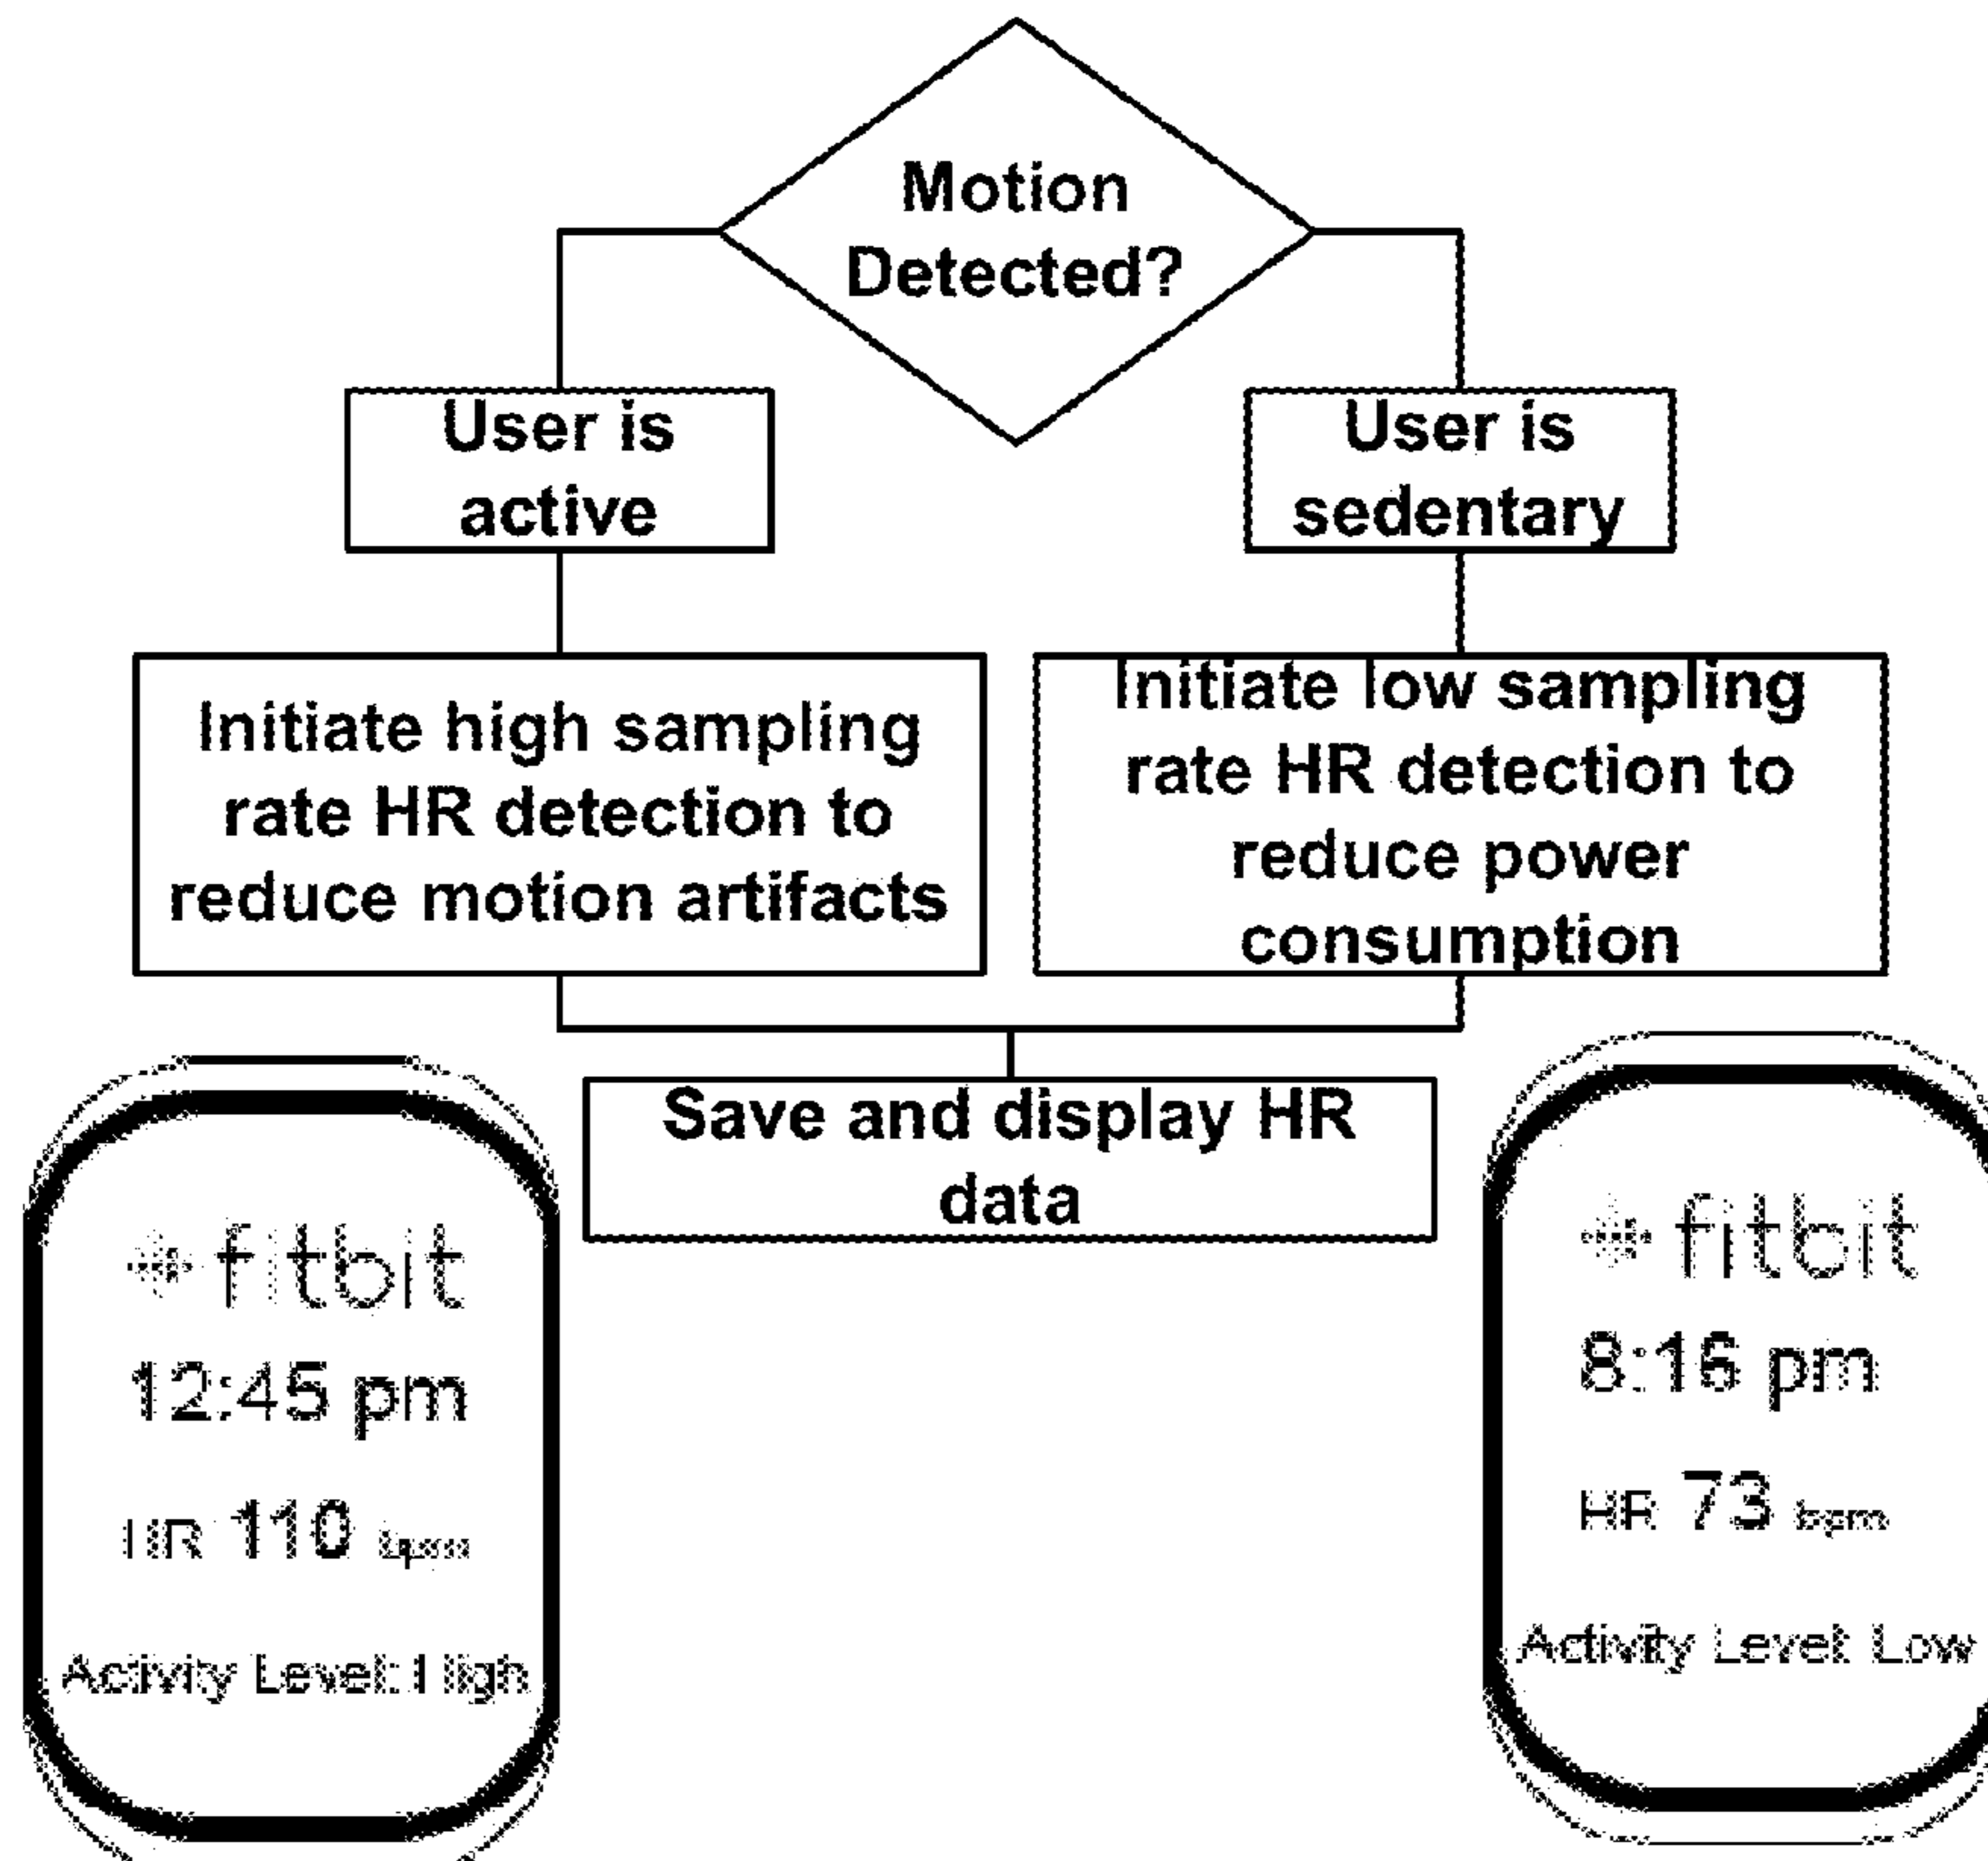 Motion
Detected?
User is
active
User is
sedentary
Initiate high sampling
rate HR detection to
reduce motion artifacts
Initiate low sampling
rate HR detection to
reduce power
consumption
Save and display HR
data
fitbit
12:45 pm
HR 110 bpm
Activity Level: High
fitbit
8:16 pm
HR 73 bpm
Activity Level: Low